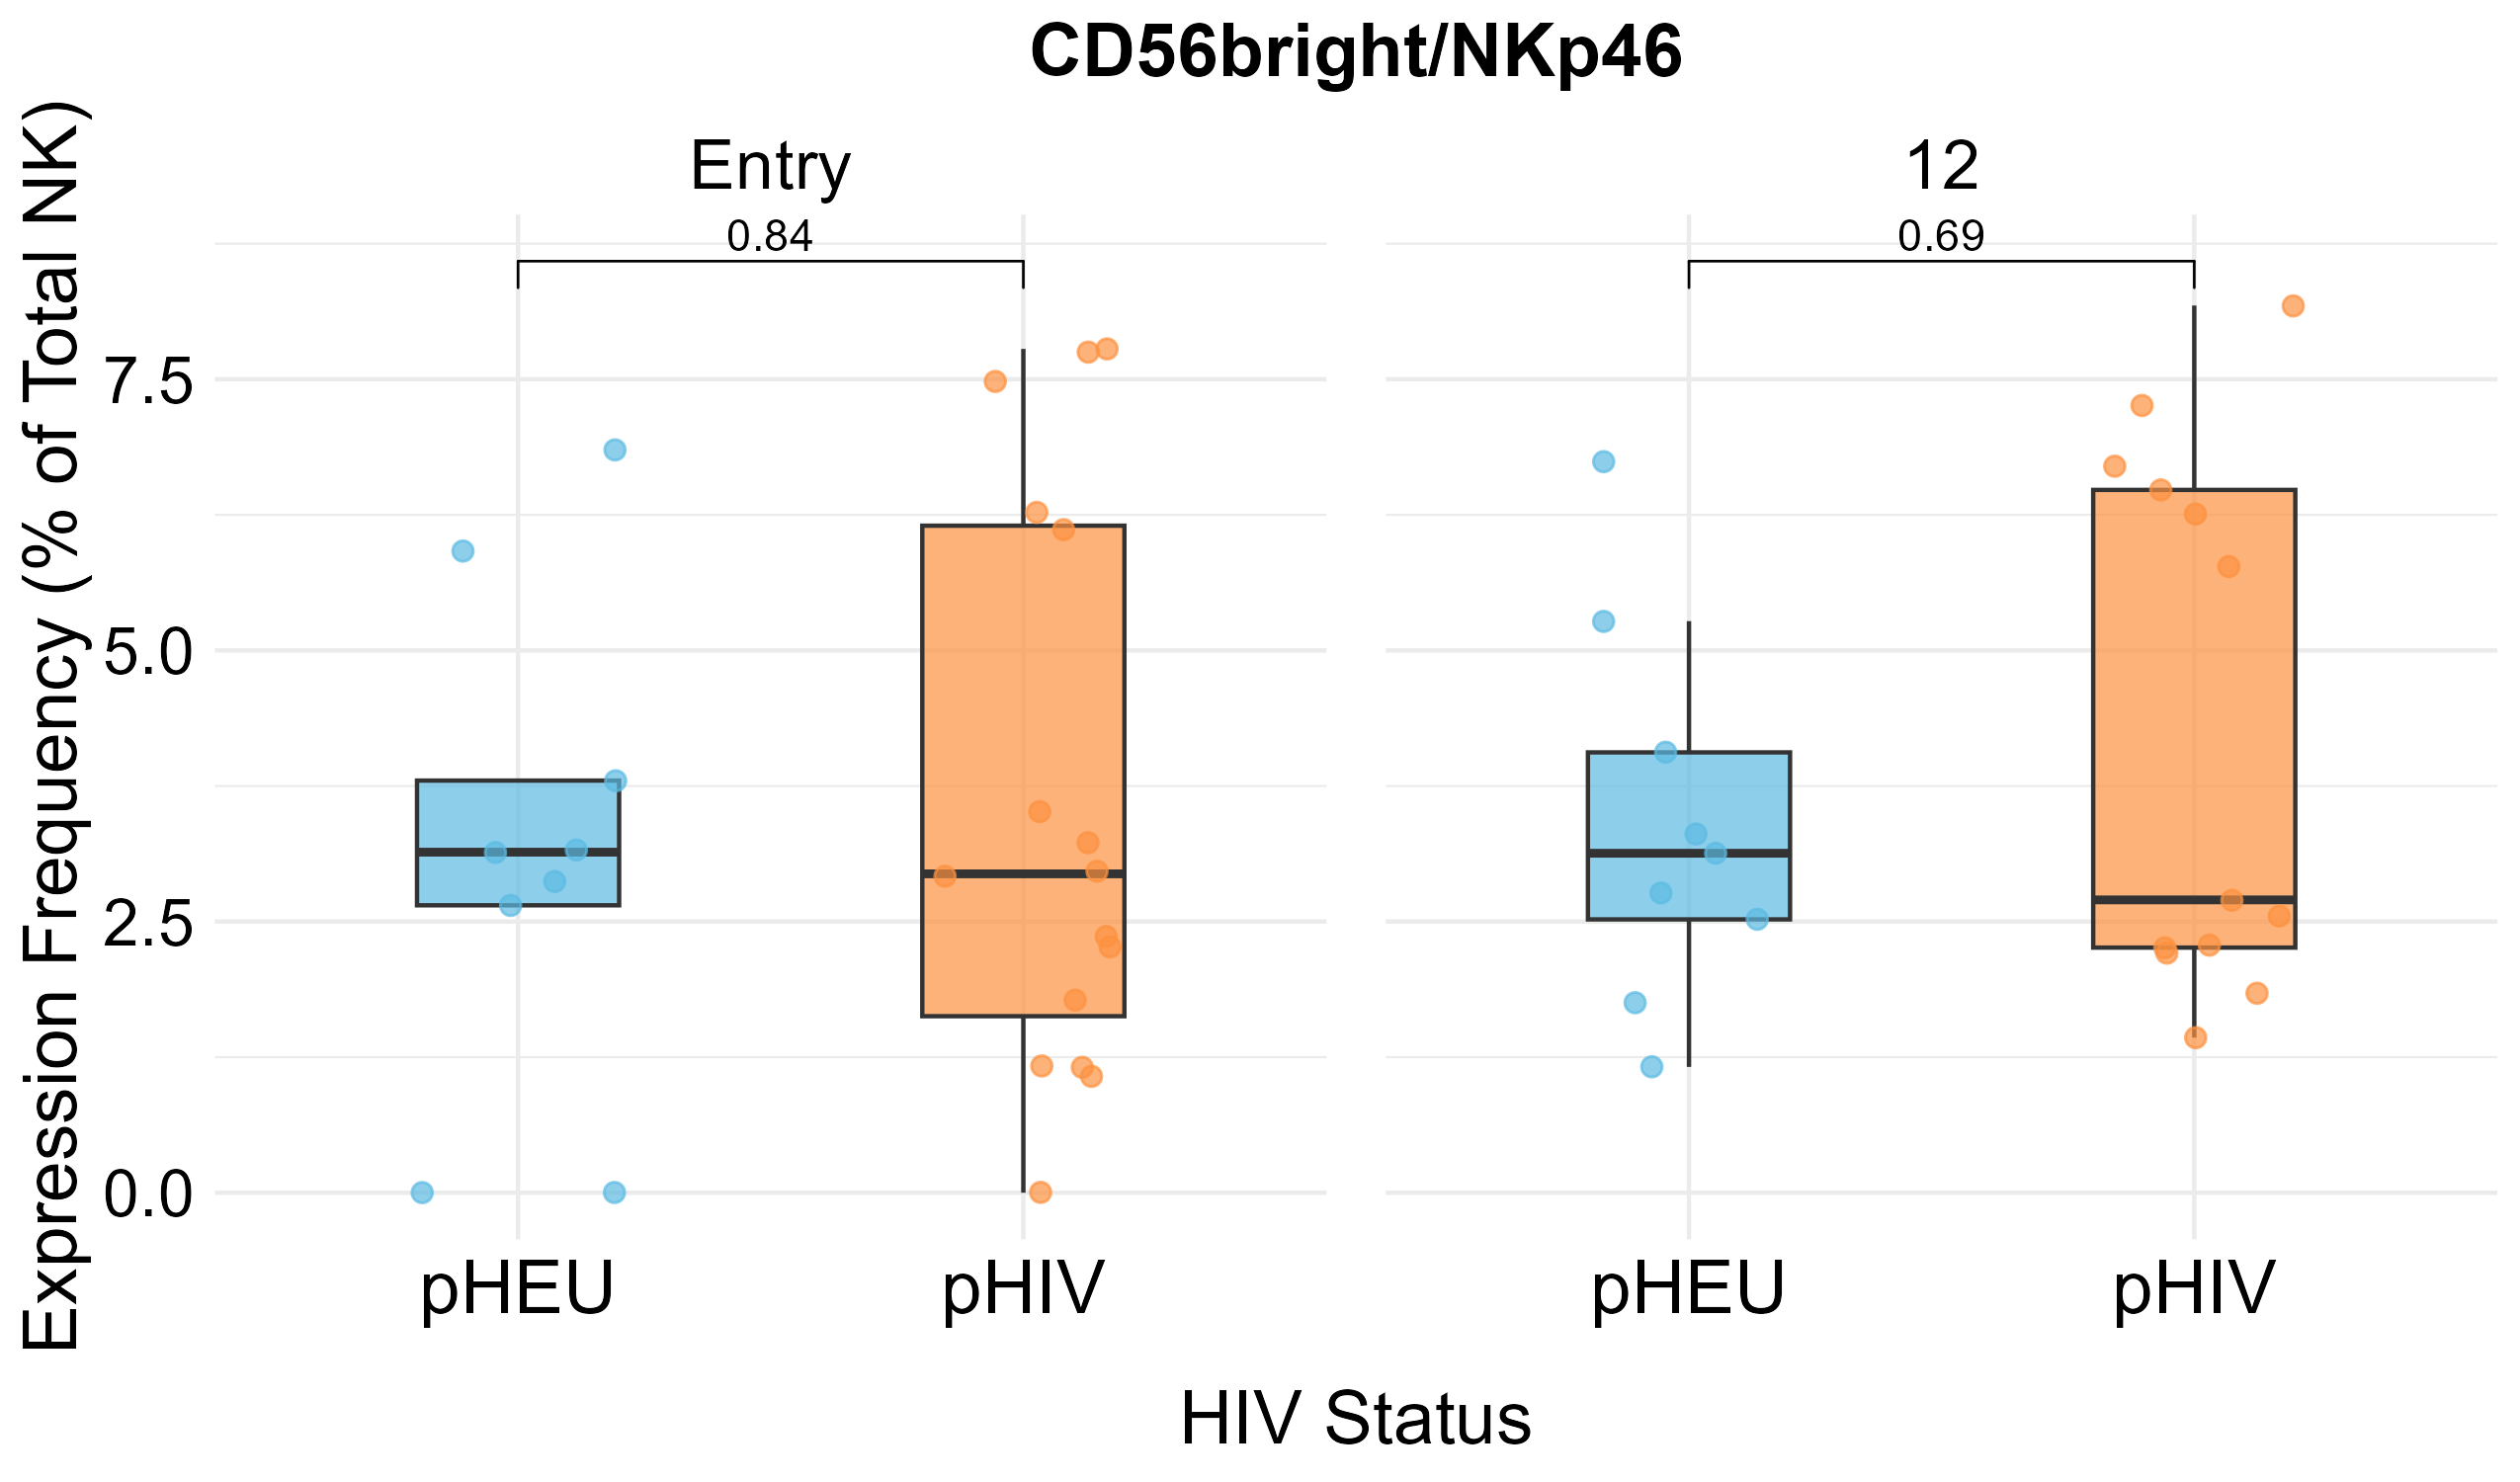 CD56bright/NKp46
Entry
12
0.84
0.69
Expression Frequency (% of Total NK)
7.5
5.0
2.5
0.0
pHEU
pHIV
pHEU
pHIV
HIV Status